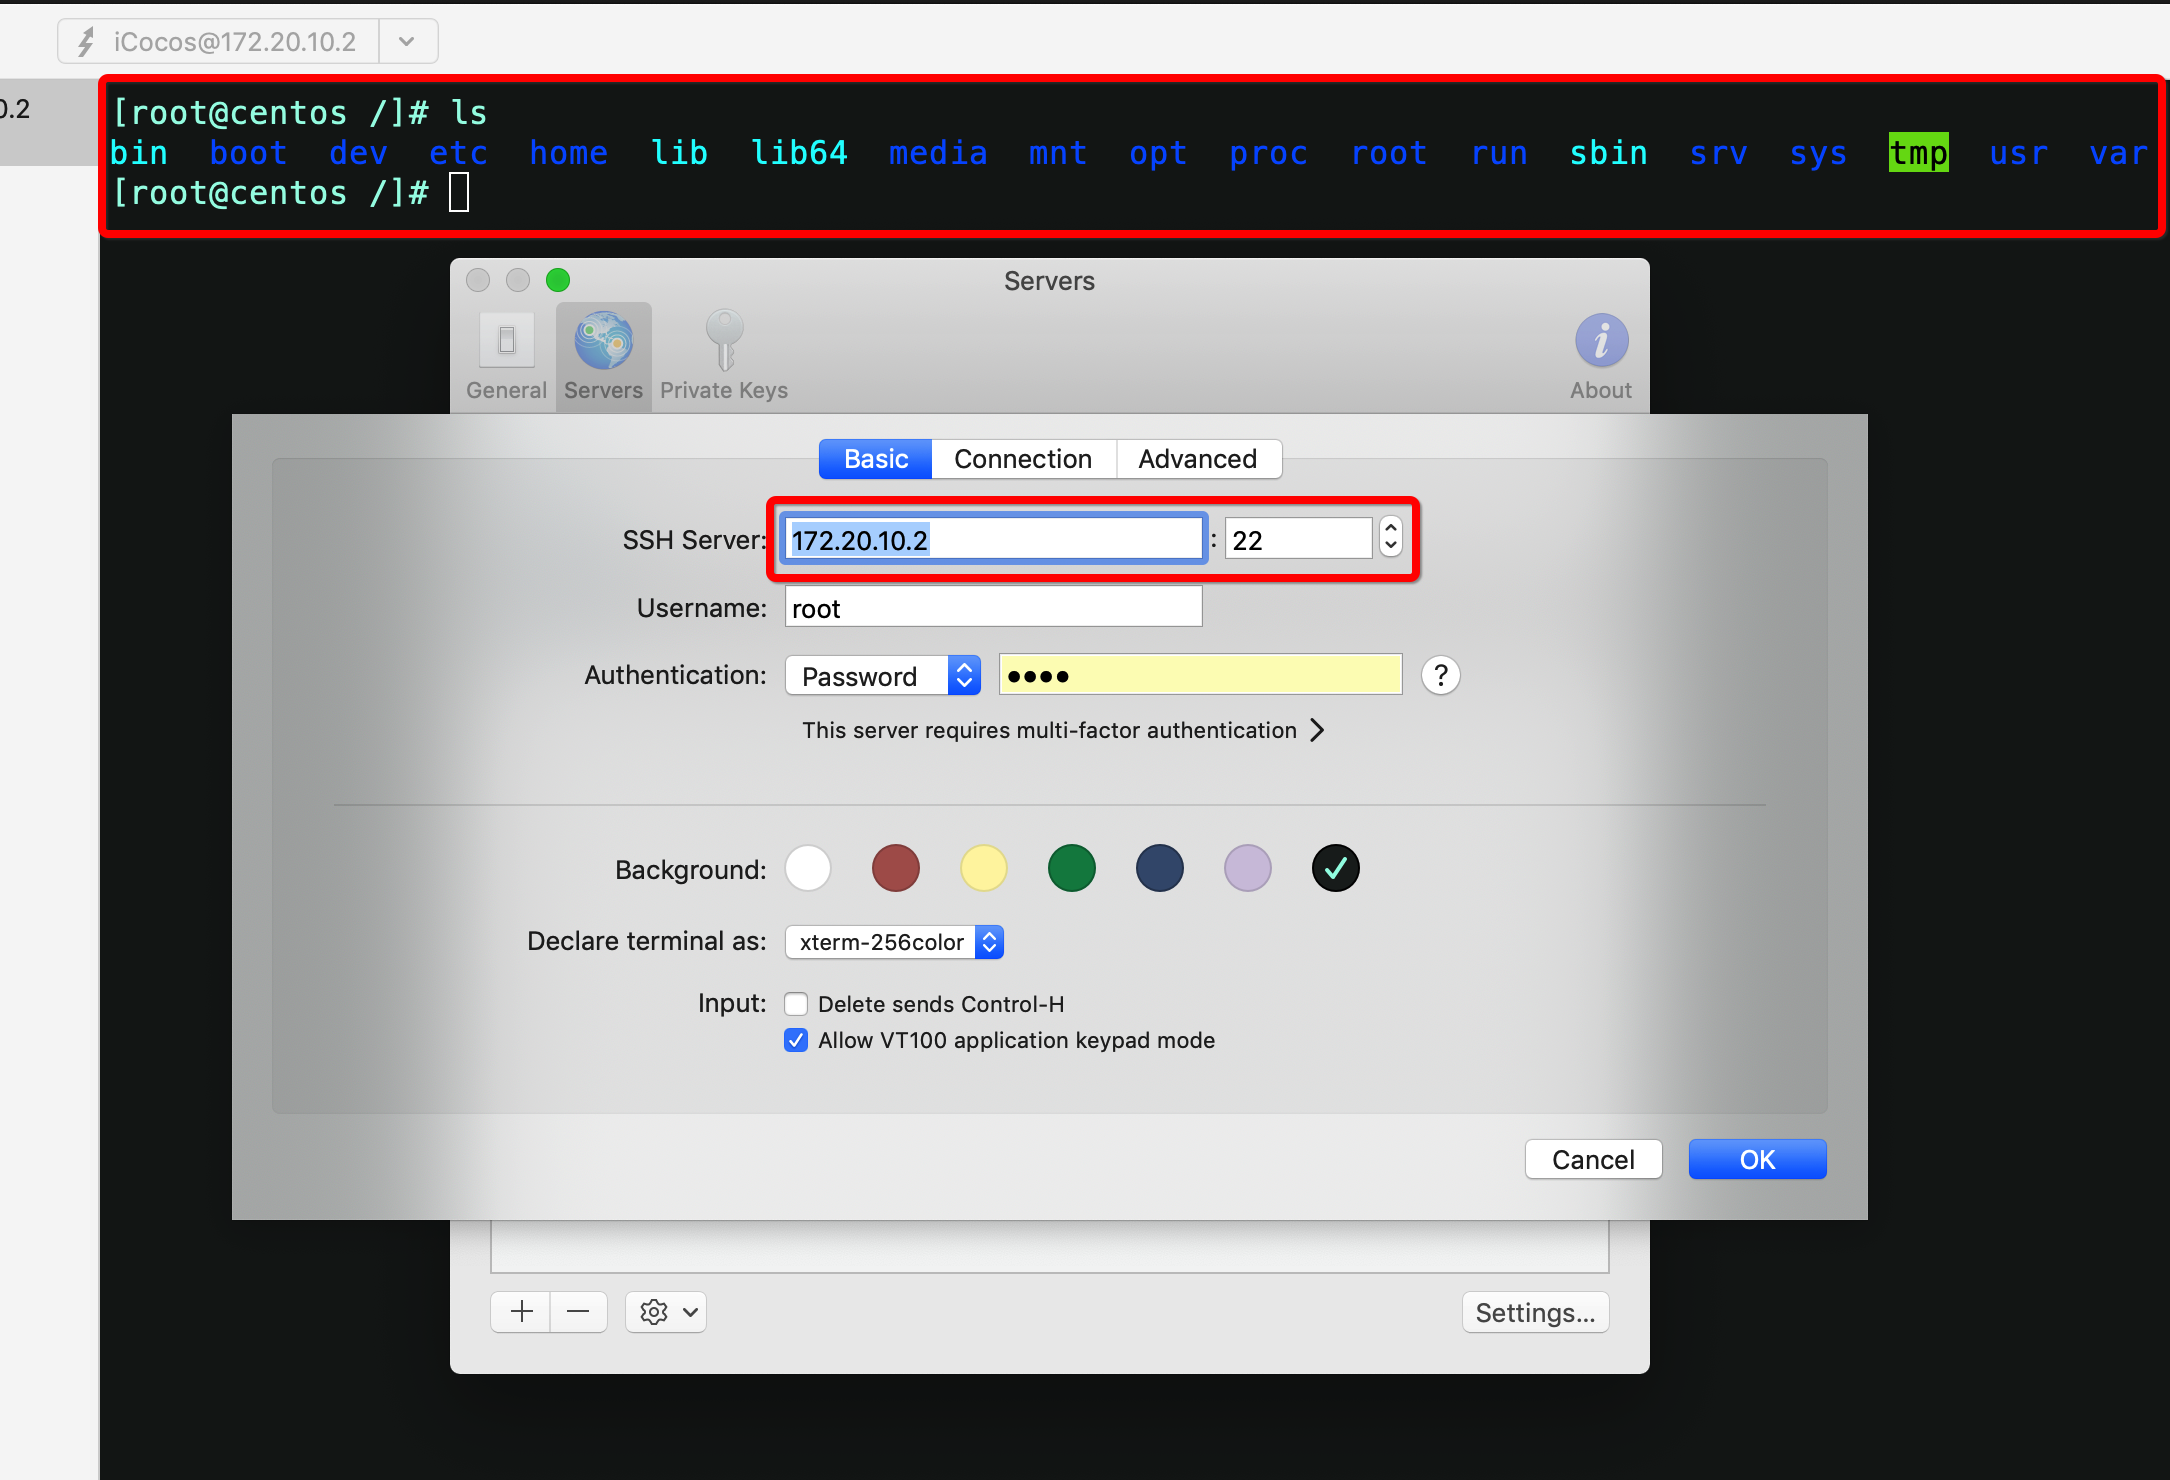 iCocos@172.20.10.2
0.2
[root@centos /]# ls
bin boot dev etc home lib lib64 media mnt opt proc root run sbin srv sys tmp usr var
[root@centos /]#
Servers
General Servers Private Keys About
Basic Connection Advanced
SSH Server: 172.20.10.2 : 22
Username: root
Authentication: Password •••• ?
This server requires multi-factor authentication
Background:
Declare terminal as: xterm-256color
Input: Delete sends Control-H
Allow VT100 application keypad mode
Cancel OK
Settings...